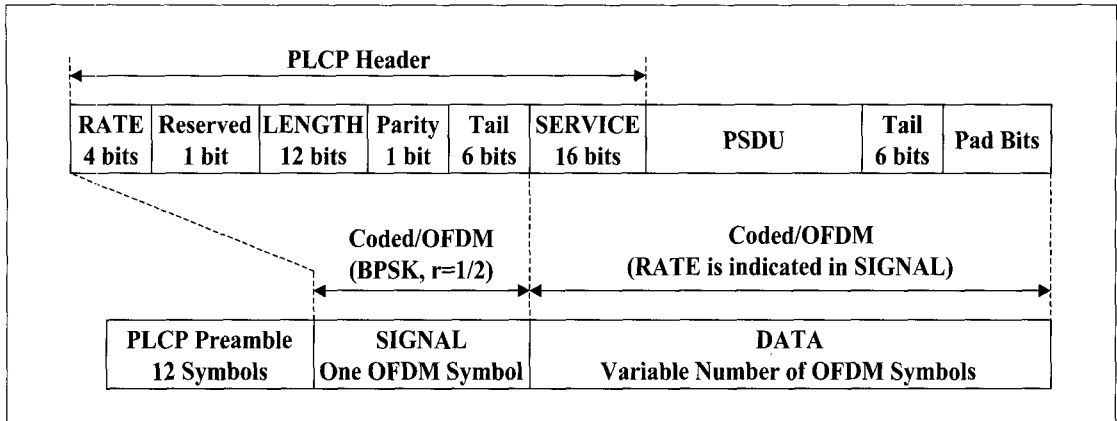 PLCP Header
RATE Reserved LENGTH Parity Tail SERVICE PSDU Tail Pad Bits
4 bits 1 bit 12 bits 1 bit 6 bits 16 bits 6 bits
Coded/OFDM Coded/OFDM
(BPSK, r=1/2) (RATE is indicated in SIGNAL)
PLCP Preamble SIGNAL DATA
12 Symbols One OFDM Symbol Variable Number of OFDM Symbols